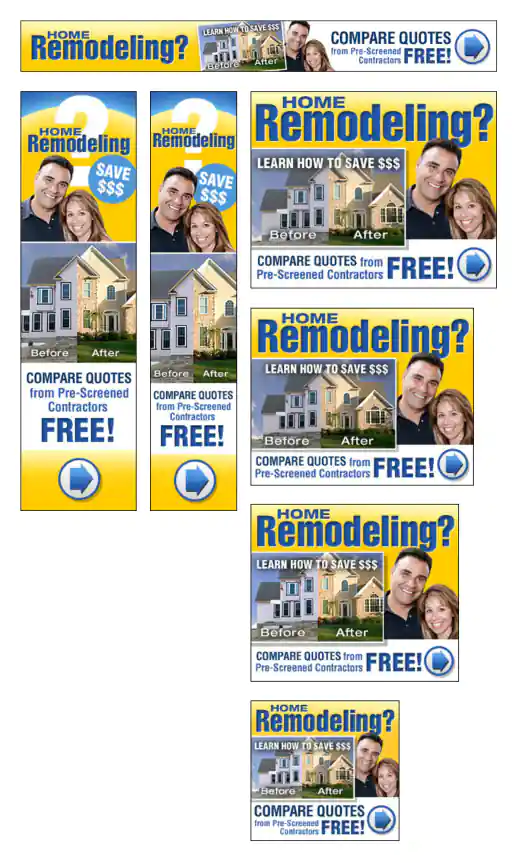 HOME
Remodeling?
LEARN HOW TO SAVE $$$
Before After
COMPARE QUOTES
from Pre-Screened
Contractors FREE!
?
HOME
Remodeling
SAVE
$$$
Before After
COMPARE QUOTES
from Pre-Screened
Contractors
FREE!
?
HOME
Remodeling
SAVE
$$$
Before After
COMPARE QUOTES
from Pre-Screened
Contractors
FREE!
HOME
Remodeling?
LEARN HOW TO SAVE $$$
Before After
COMPARE QUOTES from
Pre-Screened Contractors FREE!
HOME
Remodeling?
LEARN HOW TO SAVE $$$
Before After
COMPARE QUOTES from
Pre-Screened Contractors FREE!
HOME
Remodeling?
LEARN HOW TO SAVE $$$
Before After
COMPARE QUOTES from
Pre-Screened Contractors FREE!
HOME
Remodeling?
LEARN HOW TO SAVE $$$
Before After
COMPARE QUOTES
from Pre-Screened
Contractors FREE!